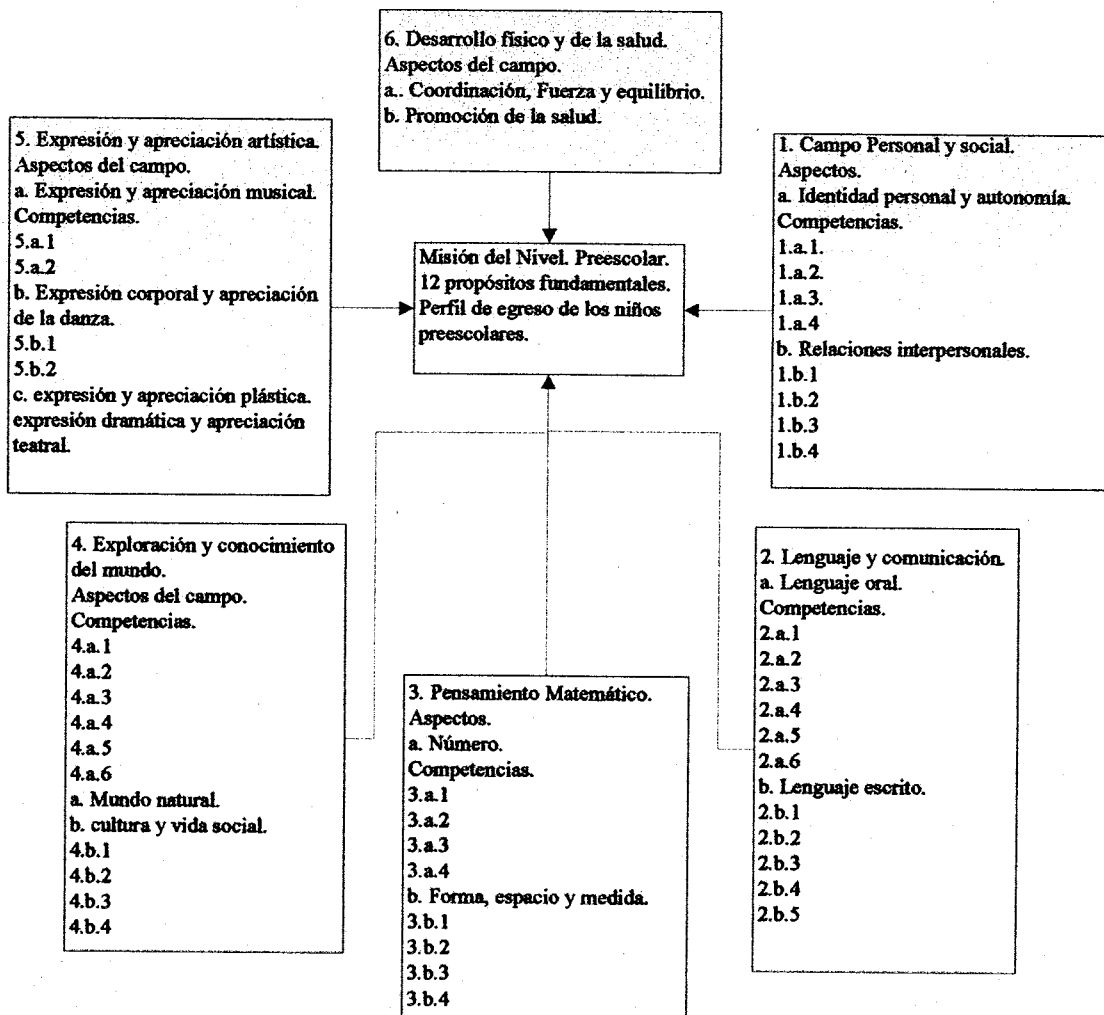 6. Desarrollo físico y de la salud.
Aspectos del campo.
a.. Coordinación, Fuerza y equilibrio.
b. Promoción de la salud.
5. Expresión y apreciación artística.
Aspectos del campo.
a. Expresión y apreciación musical.
Competencias.
5.a.1
5.a.2
b. Expresión corporal y apreciación
de la danza.
5.b.1
5.b.2
c. expresión y apreciación plástica.
expresión dramática y apreciación
teatral.
1. Campo Personal y social.
Aspectos.
a. Identidad personal y autonomía.
Competencias.
1.a.1.
1.a.2.
1.a.3.
1.a.4
b. Relaciones interpersonales.
1.b.1
1.b.2
1.b.3
1.b.4
Misión del Nivel. Preescolar.
12 propósitos fundamentales.
Perfil de egreso de los niños
preescolares.
4. Exploración y conocimiento
del mundo.
Aspectos del campo.
Competencias.
4.a.1
4.a.2
4.a.3
4.a.4
4.a.5
4.a.6
a. Mundo natural.
b. cultura y vida social.
4.b.1
4.b.2
4.b.3
4.b.4
3. Pensamiento Matemático.
Aspectos.
a. Número.
Competencias.
3.a.1
3.a.2
3.a.3
3.a.4
b. Forma, espacio y medida.
3.b.1
3.b.2
3.b.3
3.b.4
2. Lenguaje y comunicación.
a. Lenguaje oral.
Competencias.
2.a.1
2.a.2
2.a.3
2.a.4
2.a.5
2.a.6
b. Lenguaje escrito.
2.b.1
2.b.2
2.b.3
2.b.4
2.b.5